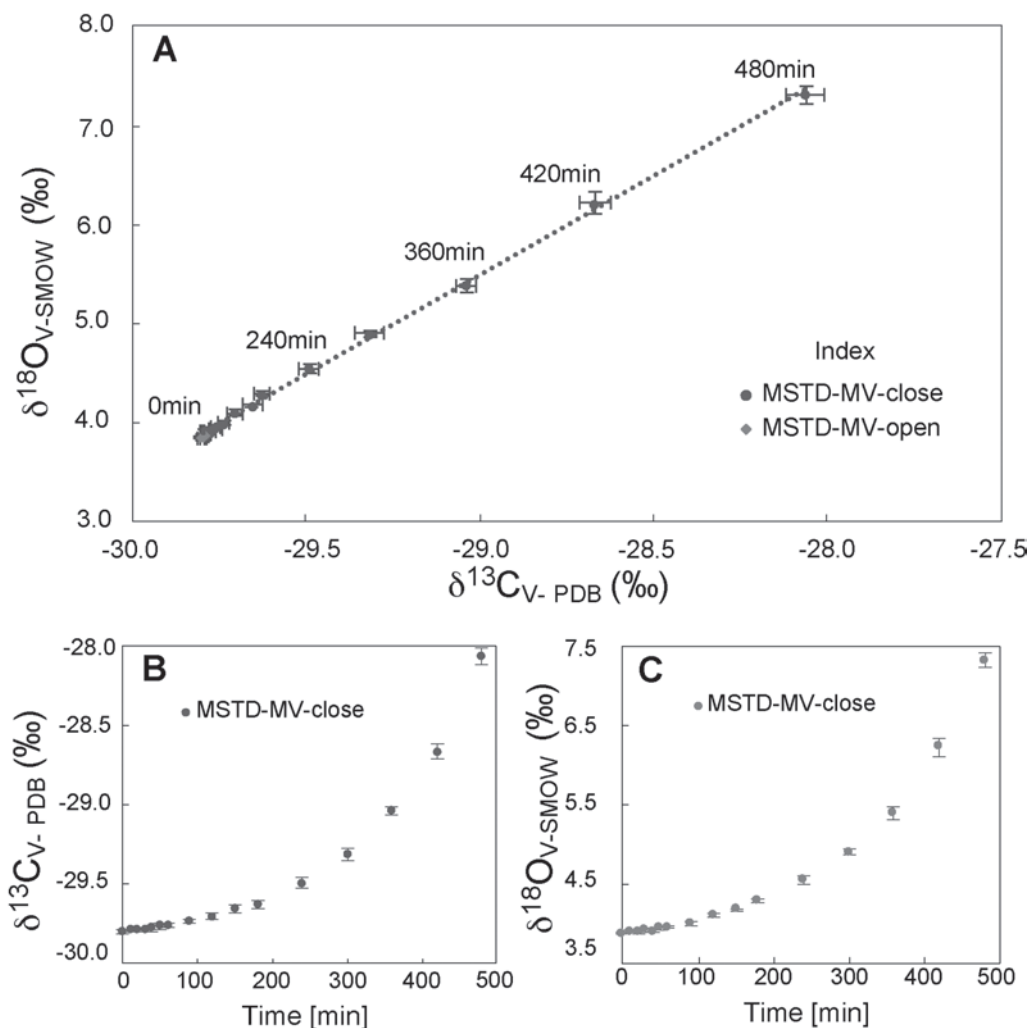 A
8.0
7.0
6.0
5.0
4.0
3.0
δ18OV-SMOW (‰)
480min
420min
360min
240min
0min
Index
MSTD-MV-close
MSTD-MV-open
-30.0 -29.5 -29.0 -28.5 -28.0 -27.5
δ13CV- PDB (‰)
B
-28.0
-28.5
-29.0
-29.5
-30.0
δ13CV- PDB (‰)
MSTD-MV-close
0 100 200 300 400 500
Time [min]
C
7.5
6.5
5.5
4.5
3.5
δ18OV-SMOW (‰)
MSTD-MV-close
0 100 200 300 400 500
Time [min]